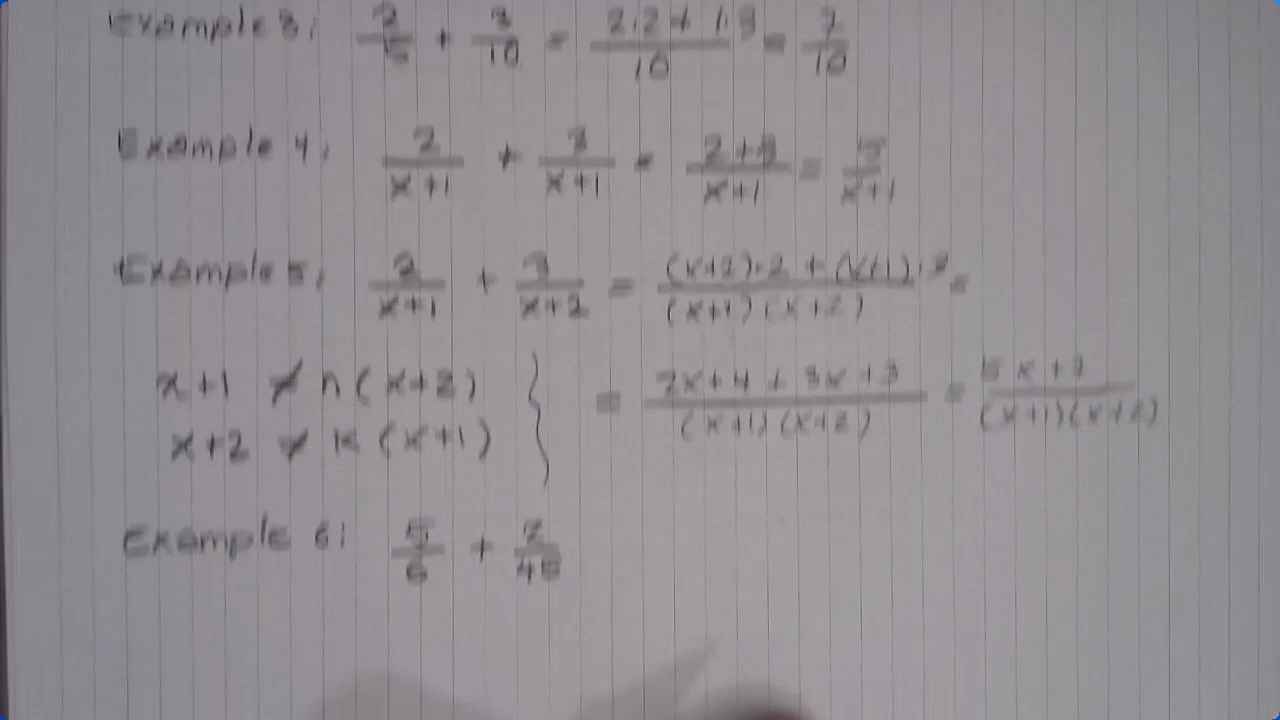 Example 3: 2/5 + 3/10 = (2.2 + 1.3)/10 = 7/10
Example 4: 2/(x+1) + 3/(x+1) = (2+3)/(x+1) = 5/(x+1)
Example 5: 2/(x+1) + 3/(x+2) = ((x+2).2 + (x+1).3)/((x+1)(x+2)) =
x+1 ≠ n(x+2) } = (2x+4+3x+3)/((x+1)(x+2)) = (5x+7)/((x+1)(x+2))
x+2 ≠ k(x+1)
Example 6: 5/6 + 2/45